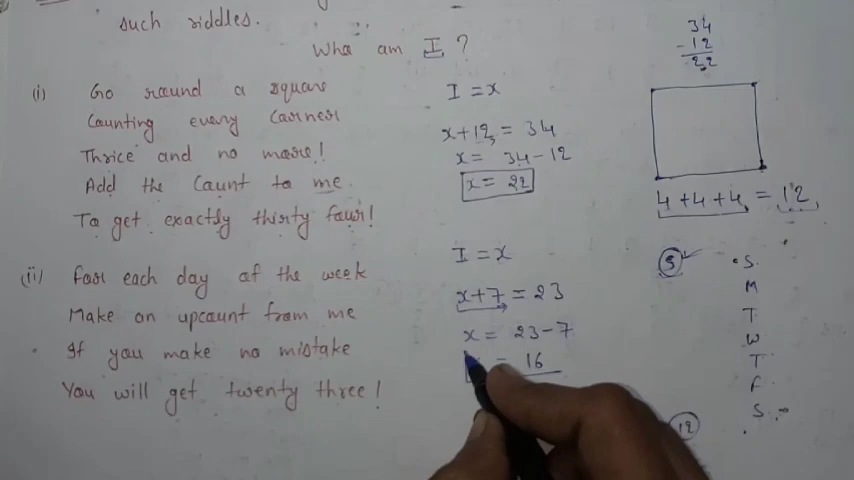 such riddles.
Wha am I ?
(i) Go round a square
Counting every Corner
Thrice and no more!
Add the Count to me.
To get exactly thirty four!
I = x
x + 12 = 34
x = 34 - 12
x = 22
34
- 12
22
4 + 4 + 4 = 12
(ii) For each day of the week
Make on upcount from me
If you make no mistake
You will get twenty three!
I = x
x + 7 = 23
x = 23 - 7
= 16
S
M
T
W
T
F
S
12